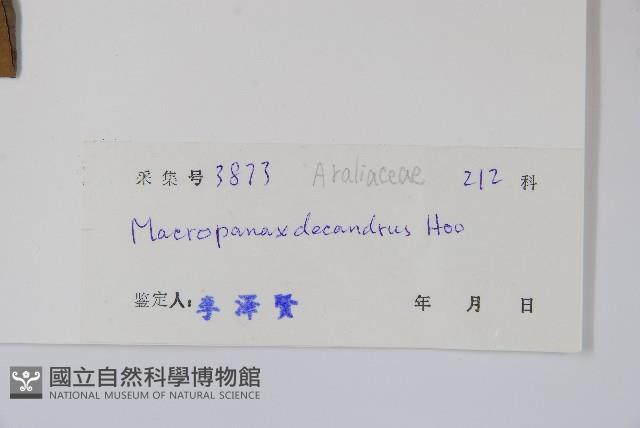 采集号 3873 Araliaceae 212 科
Macropanax decandrus Hoo
鉴定人: 李泽贤 年 月 日
國立自然科學博物館
NATIONAL MUSEUM OF NATURAL SCIENCE